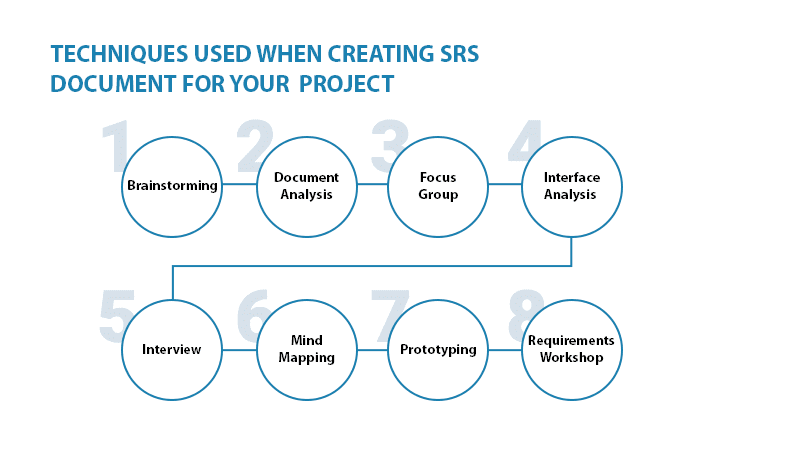 TECHNIQUES USED WHEN CREATING SRS
DOCUMENT FOR YOUR PROJECT
1
Brainstorming
2
Document
Analysis
3
Focus
Group
4
Interface
Analysis
5
Interview
6
Mind
Mapping
7
Prototyping
8
Requirements
Workshop